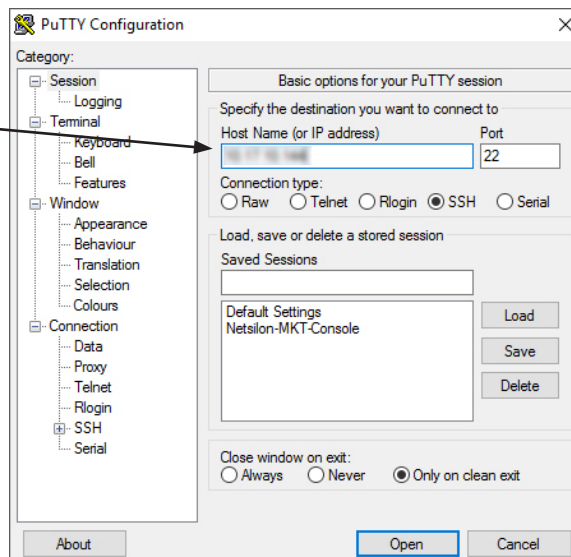 PuTTY Configuration
Category:
Session
Logging
Terminal
Keyboard
Bell
Features
Window
Appearance
Behaviour
Translation
Selection
Colours
Connection
Data
Proxy
Telnet
Rlogin
SSH
Serial
Basic options for your PuTTY session
Specify the destination you want to connect to
Host Name (or IP address) Port
22
Connection type:
Raw Telnet Rlogin SSH Serial
Load, save or delete a stored session
Saved Sessions
Default Settings
Netsilon-MKT-Console
Load
Save
Delete
Close window on exit:
Always Never Only on clean exit
About Open Cancel